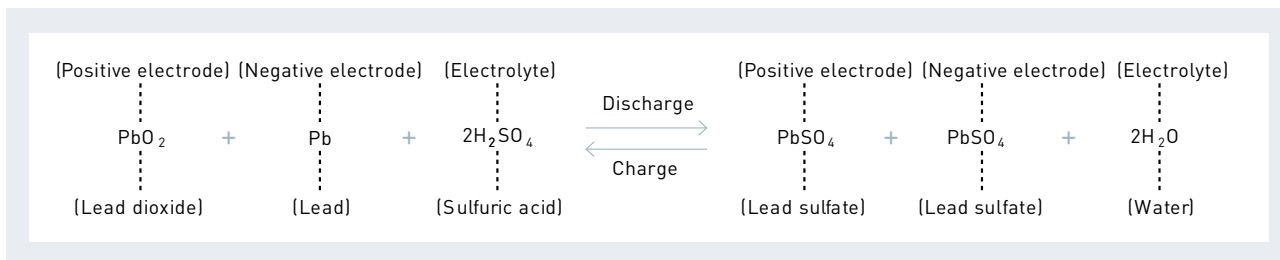 (Positive electrode) (Negative electrode) (Electrolyte) (Positive electrode) (Negative electrode) (Electrolyte)
Discharge
PbO₂ + Pb + 2H₂SO₄ PbSO₄ + PbSO₄ + 2H₂O
Charge
(Lead dioxide) (Lead) (Sulfuric acid) (Lead sulfate) (Lead sulfate) (Water)